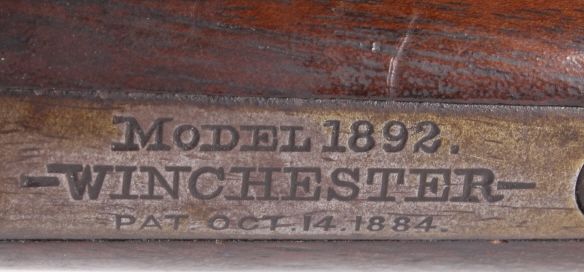 MODEL 1892.
-WINCHESTER-
PAT. OCT. 14. 1884.